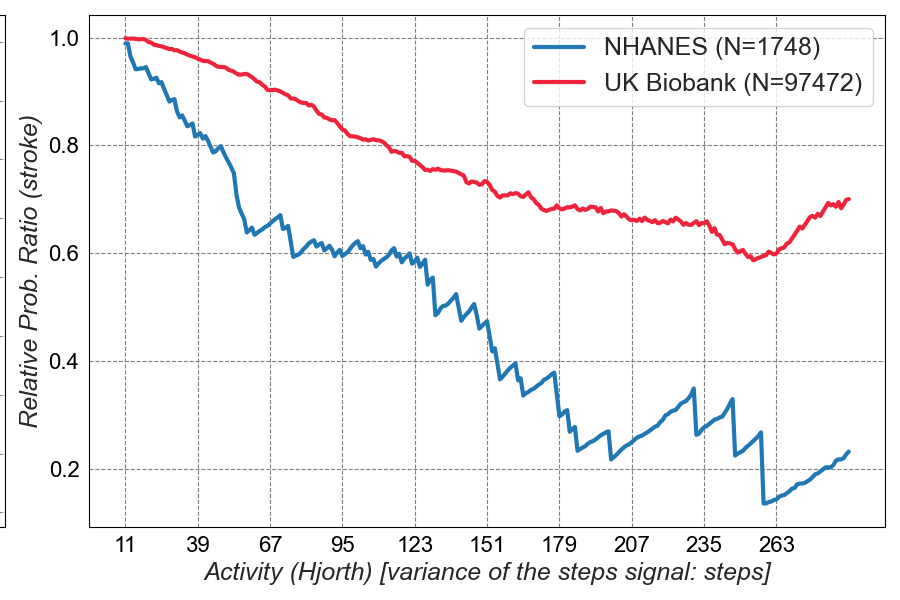 Relative Prob. Ratio (stroke)
1.0
0.8
0.6
0.4
0.2
NHANES (N=1748)
UK Biobank (N=97472)
11 39 67 95 123 151 179 207 235 263
Activity (Hjorth) [variance of the steps signal: steps]